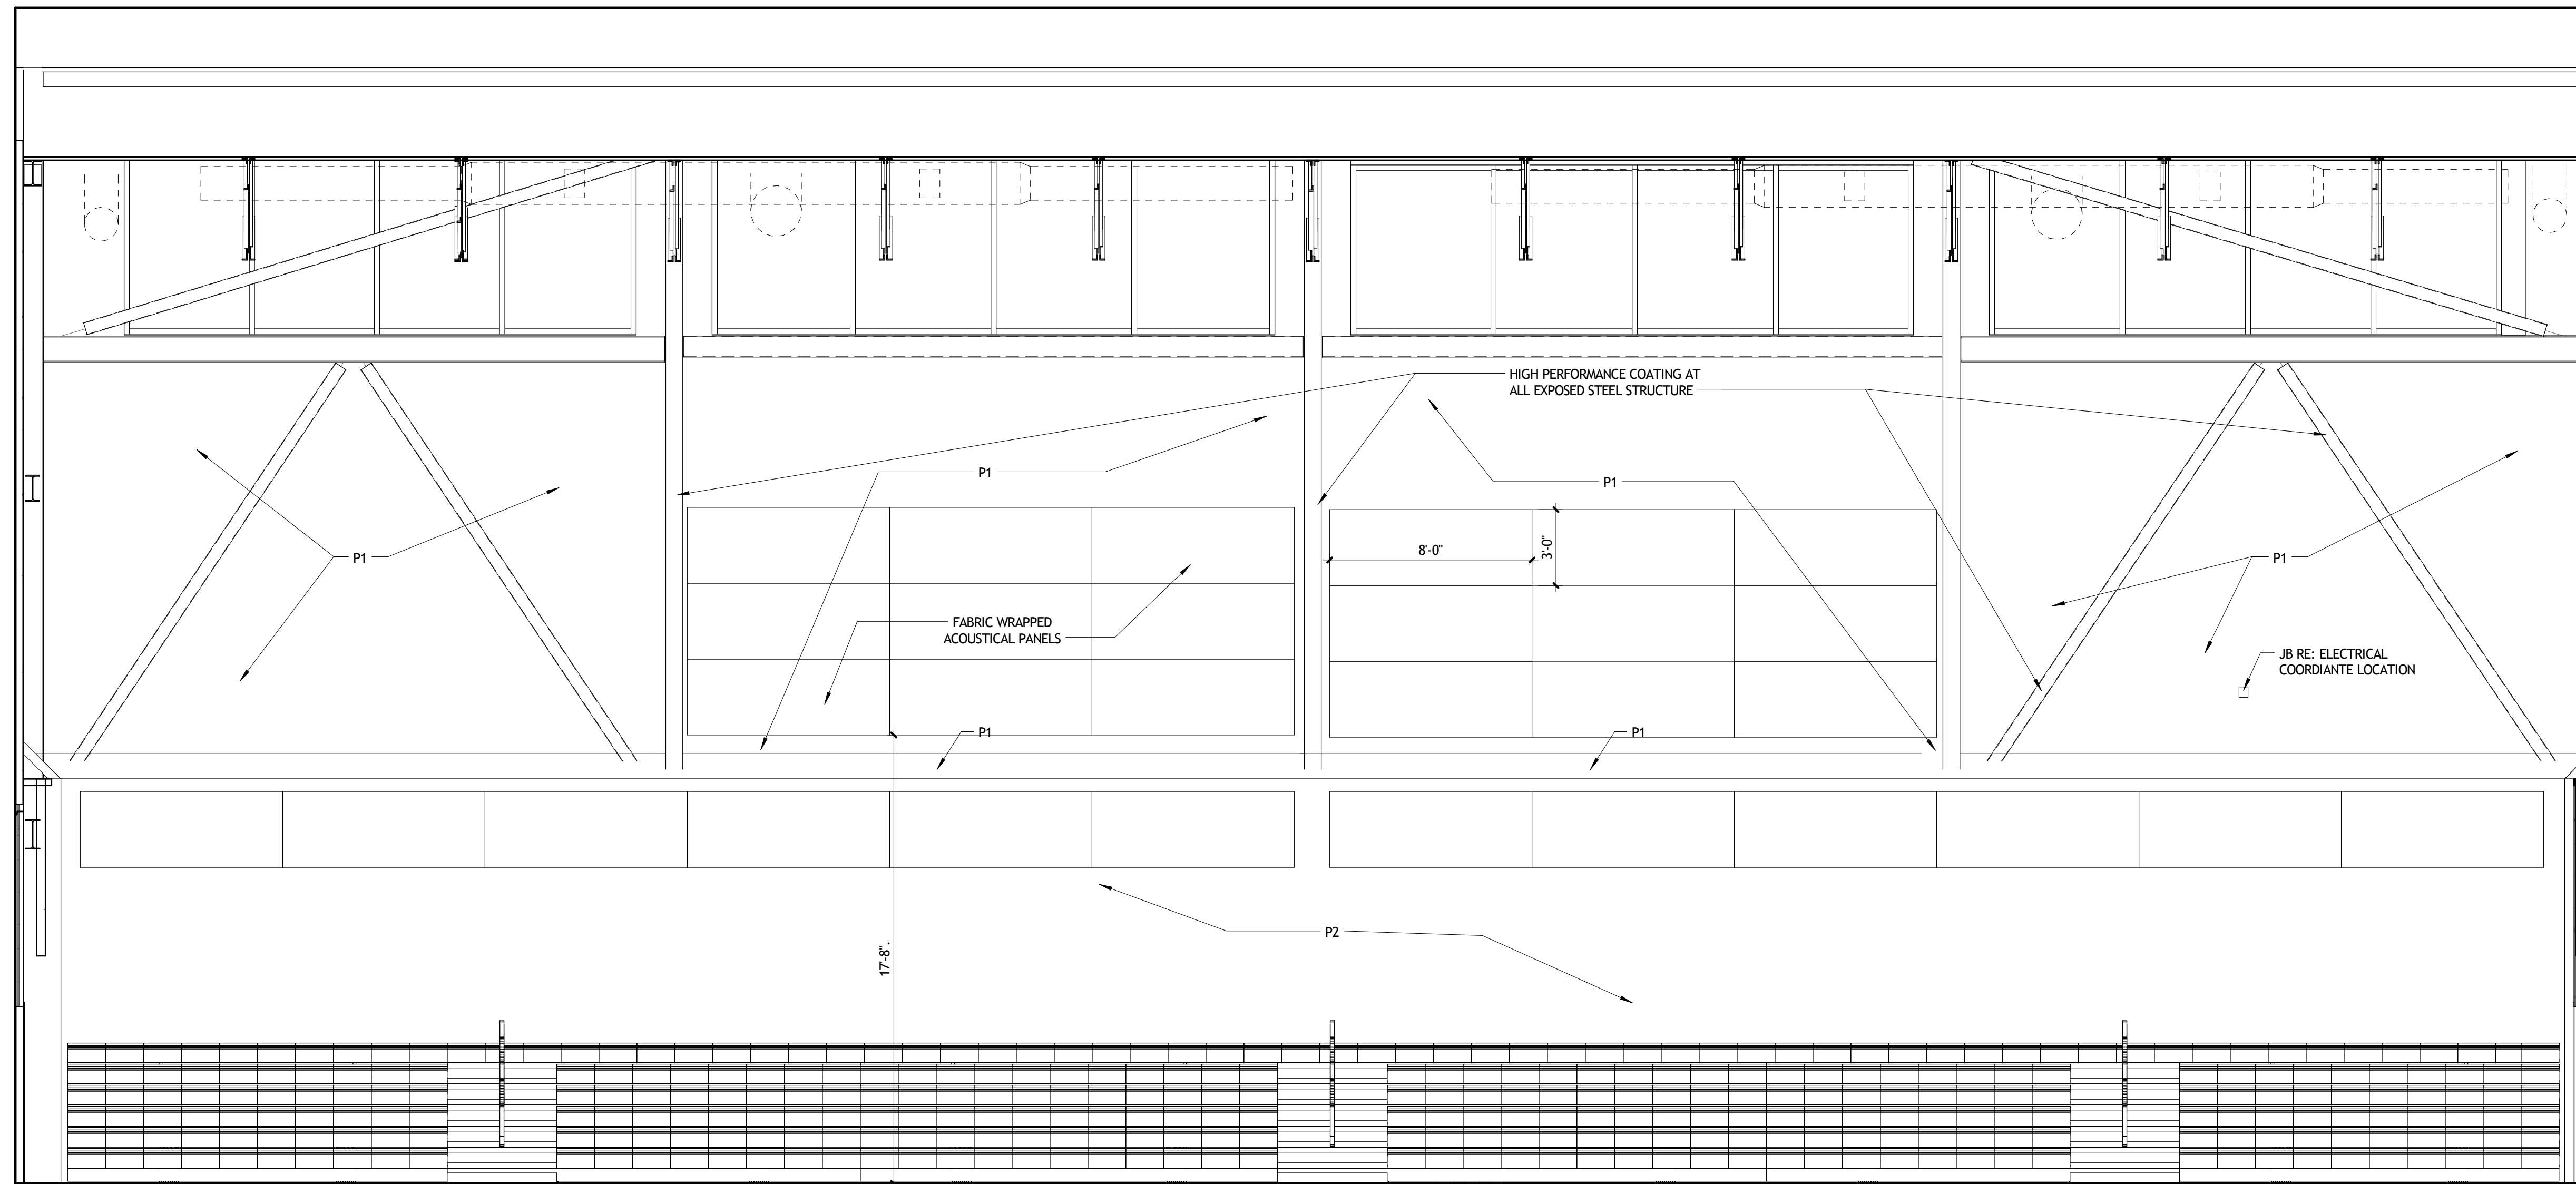 HIGH PERFORMANCE COATING AT
ALL EXPOSED STEEL STRUCTURE
P1
P1
8'-0"
3'-0"
P1
P1
FABRIC WRAPPED
ACOUSTICAL PANELS
JB RE: ELECTRICAL
COORDIANTE LOCATION
P1
P1
P2
17'-8".